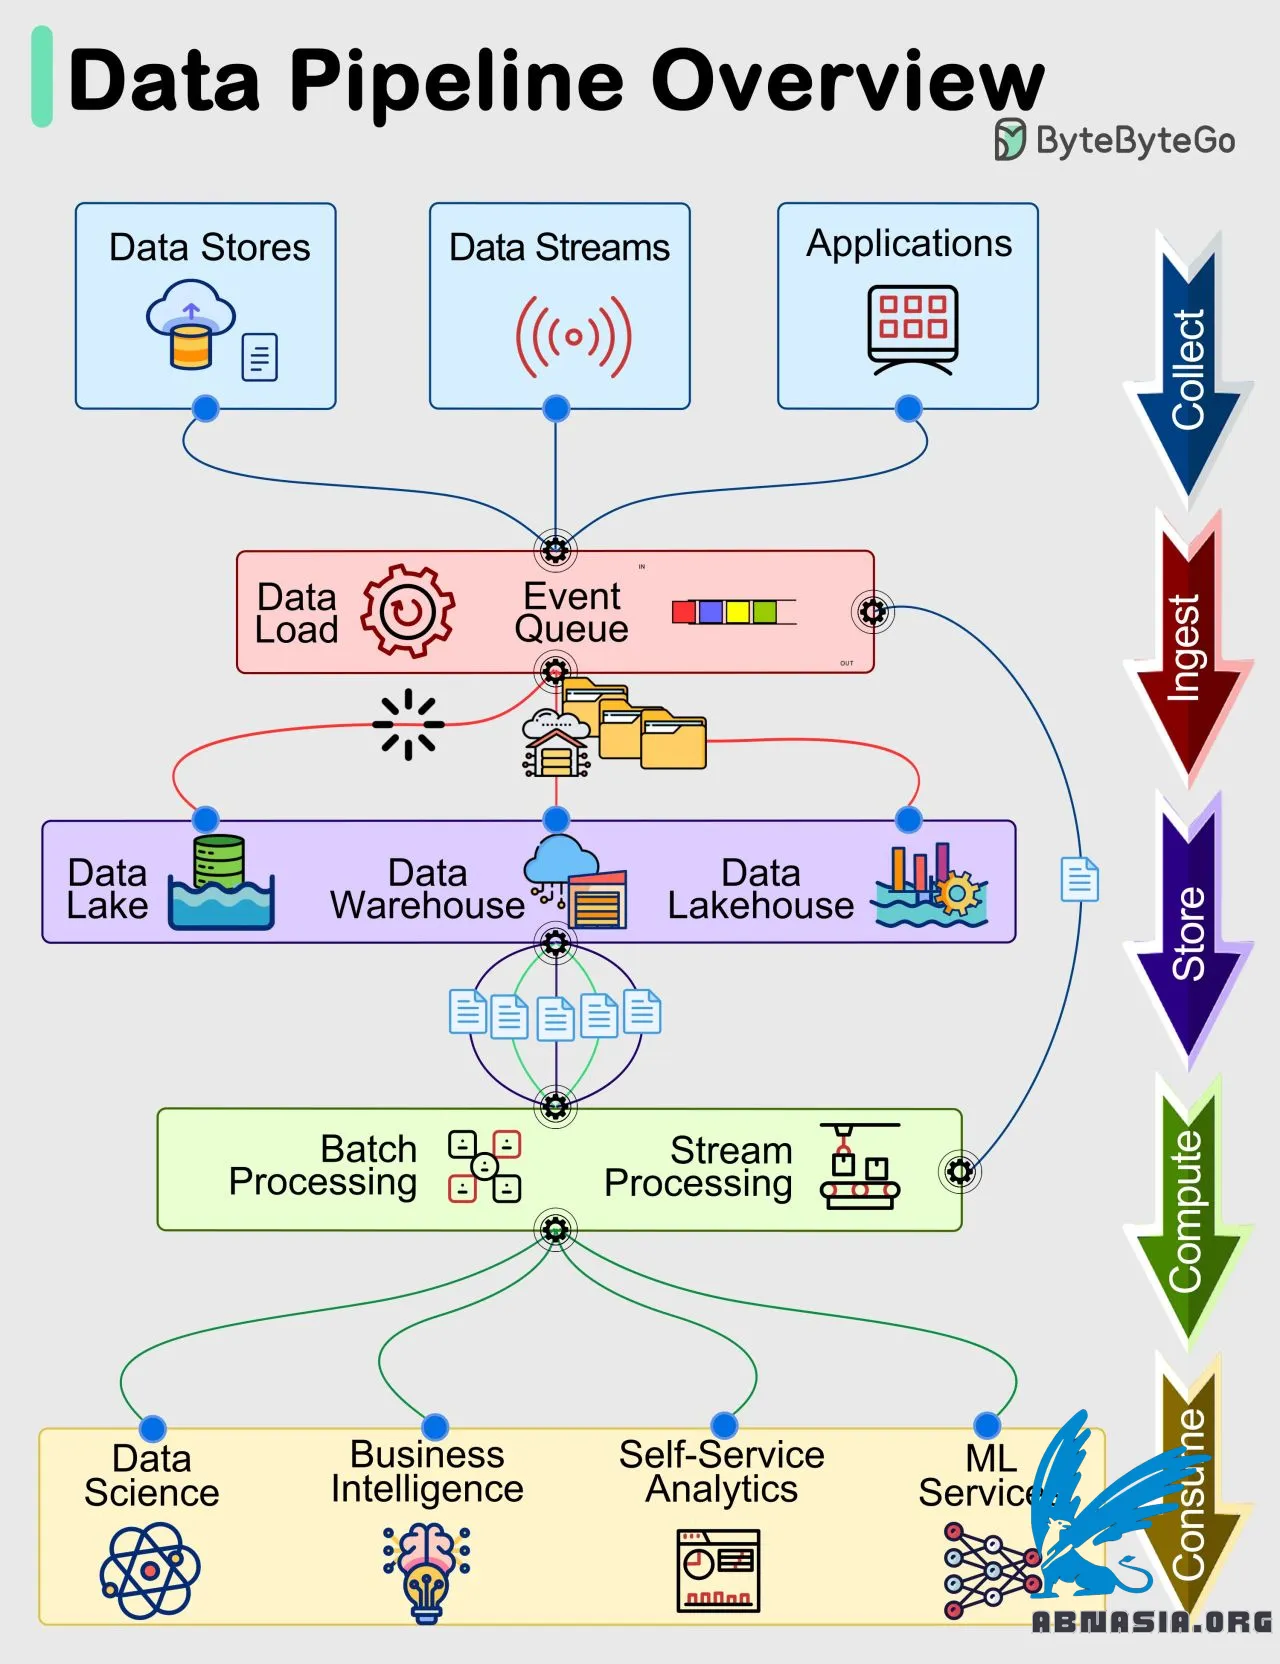 Data Pipeline Overview
ByteByteGo
Data Stores
Data Streams
Applications
Collect
Data
Load
Event
Queue
IN
OUT
Ingest
Data
Lake
Data
Warehouse
Data
Lakehouse
Store
Batch
Processing
Stream
Processing
Compute
Data
Science
Business
Intelligence
Self-Service
Analytics
ML
Service
Consume
ABNASIA.ORG